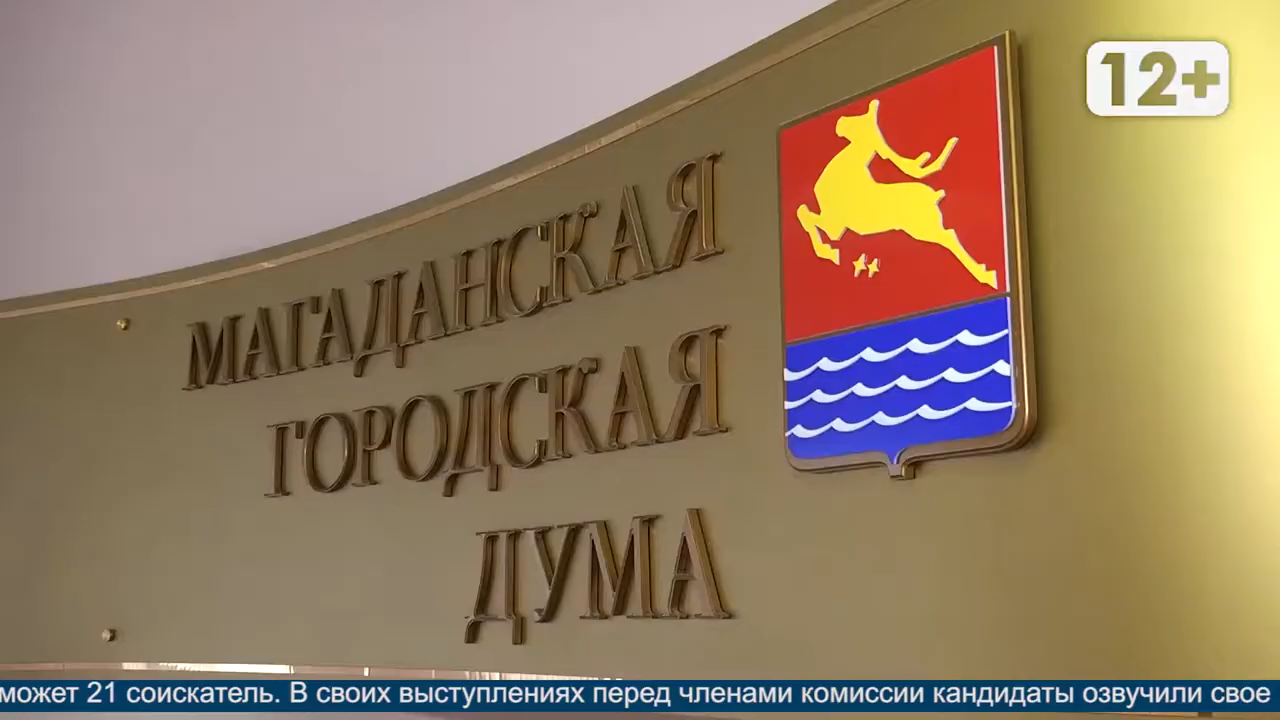 12+
МАГАДАНСКАЯ
ГОРОДСКАЯ
ДУМА
может 21 соискатель. В своих выступлениях перед членами комиссии кандидаты озвучили свое